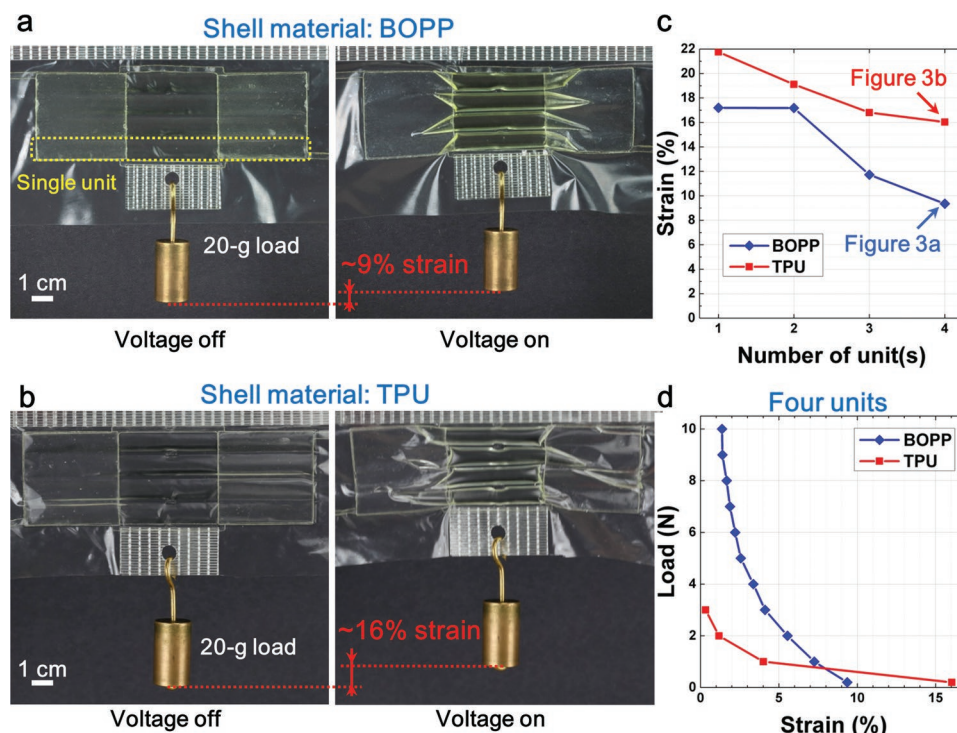 a
Shell material: BOPP
Single unit
20-g load
1 cm
~9% strain
Voltage off
Voltage on
b
Shell material: TPU
20-g load
1 cm
~16% strain
Voltage off
Voltage on
c
22
20
18
16
14
12
10
8
6
4
2
0
Strain (%)
Figure 3b
Figure 3a
BOPP
TPU
1 2 3 4
Number of unit(s)
d
Four units
10
8
6
4
2
0
Load (N)
BOPP
TPU
0 5 10 15
Strain (%)